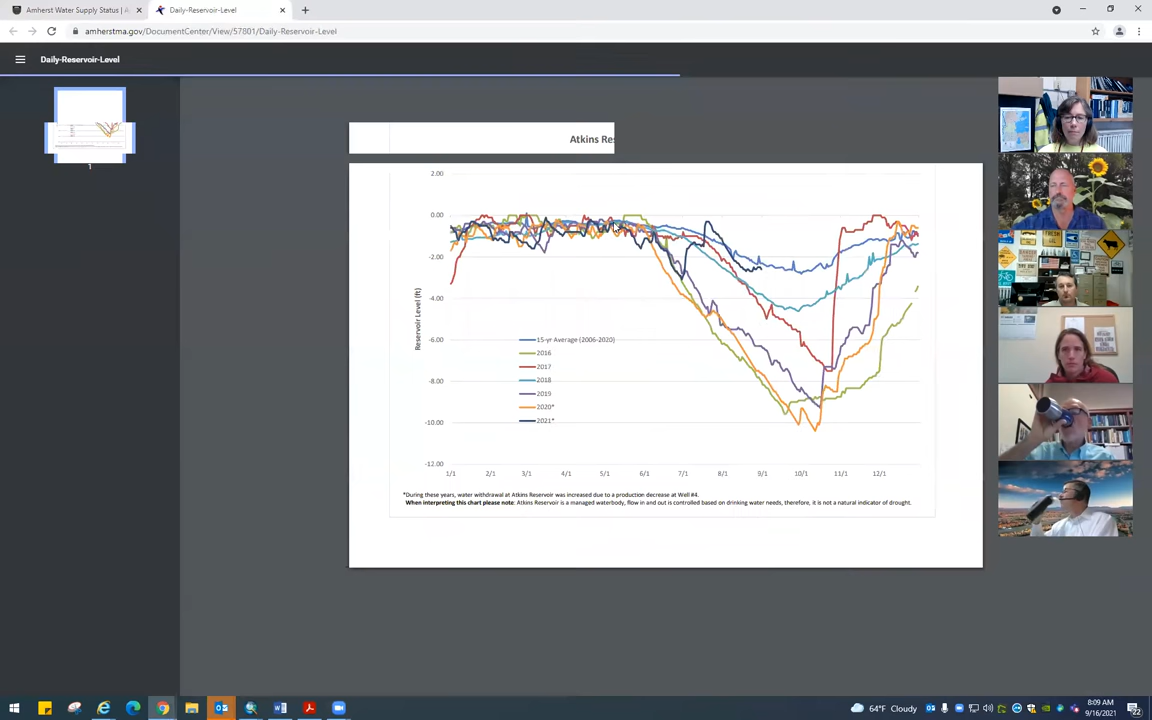 Amherst Water Supply Status | A
Daily-Reservoir-Level
amherstma.gov/DocumentCenter/View/57801/Daily-Reservoir-Level
Daily-Reservoir-Level
1
Atkins Res
2.00
0.00
-2.00
-4.00
-6.00
-8.00
-10.00
-12.00
Reservoir Level (ft)
15-yr Average (2006-2020)
2016
2017
2018
2019
2020*
2021*
1/1 2/1 3/1 4/1 5/1 6/1 7/1 8/1 9/1 10/1 11/1 12/1
*During these years, water withdrawal at Atkins Reservoir was increased due to a production decrease at Well #4.
When interpreting this chart please note: Atkins Reservoir is a managed waterbody, flow in and out is controlled based on drinking water needs, therefore, it is not a natural indicator of drought.
64°F Cloudy
8:09 AM
9/16/2021
22